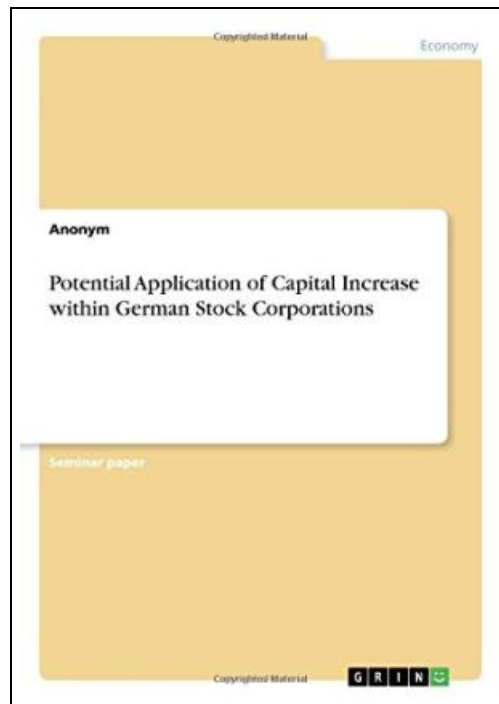 Copyrighted Material
Economy
Anonym
Potential Application of Capital Increase
within German Stock Corporations
Seminar paper
Copyrighted Material
GRIN